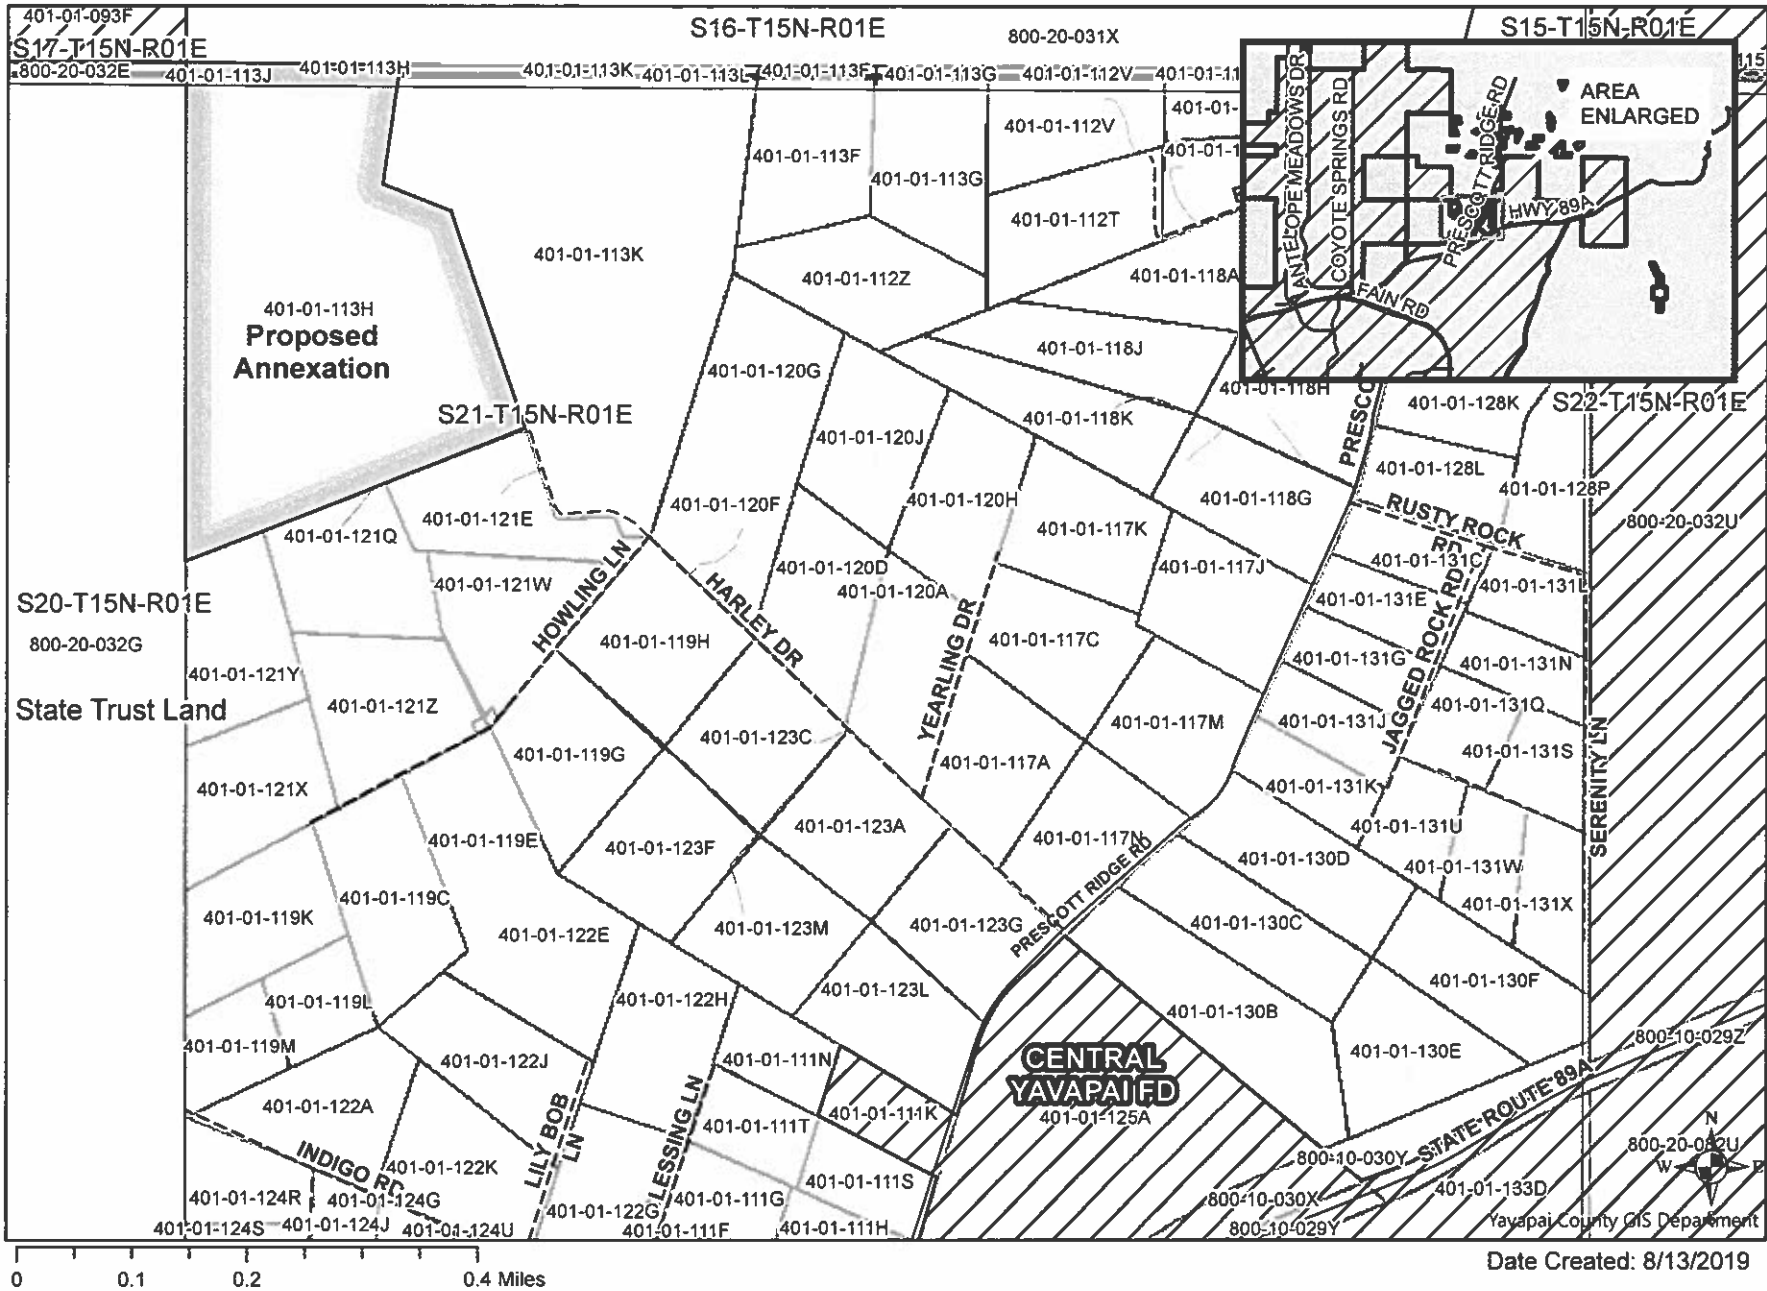 401-01-093F
S16-T15N-R01E
S15-T15N-R01E
800-20-031X
S17-T15N-R01E
800-20-032E
401-01-113J
401-01-113H
401-01-113K
401-01-113F
401-01-113G
401-01-112V
AREA
ENLARGED
ANTELOPE MEADOWS DR
COYOTE SPRINGS RD
PRESCOTT RIDGE RD
HWY 89A
FAIN RD
401-01-112V
401-01-113F
401-01-113G
401-01-112T
401-01-113K
401-01-112Z
401-01-118A
401-01-113H
Proposed
Annexation
401-01-118J
401-01-120G
401-01-118H
401-01-128K
S22-T15N-R01E
S21-T15N-R01E
401-01-118K
401-01-120J
401-01-128L
401-01-128P
401-01-120H
401-01-118G
401-01-120F
401-01-121E
401-01-117K
RUSTY ROCK
RD
800-20-032U
401-01-121Q
401-01-131C
401-01-120D
401-01-117J
401-01-121W
401-01-120A
401-01-131L
401-01-131E
S20-T15N-R01E
HOWLING LN
HARLEY DR
YEARLING DR
JAGGED ROCK RD
SERENITY LN
800-20-032G
401-01-119H
401-01-117C
401-01-131G
401-01-131N
401-01-121Y
401-01-121Z
State Trust Land
401-01-131Q
401-01-131J
401-01-117M
401-01-123C
401-01-119G
401-01-131S
401-01-117A
401-01-121X
401-01-131K
401-01-123A
401-01-131U
401-01-119E
401-01-117N
401-01-123F
401-01-130D
401-01-131W
PRESCOTT RIDGE RD
401-01-119C
401-01-131X
401-01-119K
401-01-123G
401-01-130C
401-01-123M
401-01-122E
401-01-130F
401-01-123L
401-01-122H
401-01-119L
401-01-130B
800-10-029Z
401-01-119M
401-01-130E
401-01-111N
401-01-122J
CENTRAL
YAVAPAI FD
401-01-125A
401-01-122A
401-01-111K
401-01-111T
STATE ROUTE 89A
N
W
LILY BOB
LN
LESSING LN
INDIGO RD
401-01-122K
800-10-030Y
401-01-111S
401-01-133D
401-01-124R
401-01-124G
401-01-122G
401-01-111G
800-10-030X
401-01-124S
401-01-124J
401-01-124U
401-01-111F
401-01-111H
800-10-029Y
Yavapai County GIS Department
0 0.1 0.2 0.4 Miles
Date Created: 8/13/2019